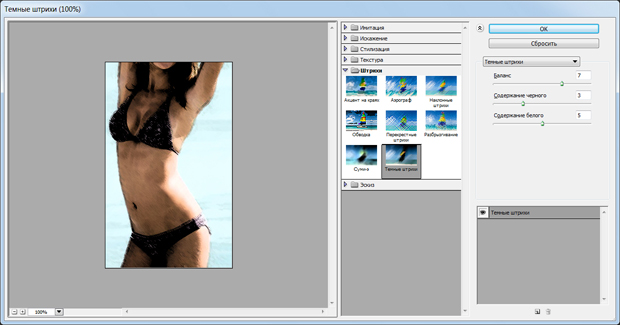 Темные штрихи (100%)
Имитация
Искажение
Стилизация
Текстура
Штрихи
Акцент на краях
Аэрограф
Наклонные штрихи
Обводка
Перекрестные штрихи
Разбрызгивание
Суми-э
Темные штрихи
Эскиз
OK
Сбросить
Темные штрихи
Баланс 7
Содержание черного 3
Содержание белого 5
Темные штрихи
100%